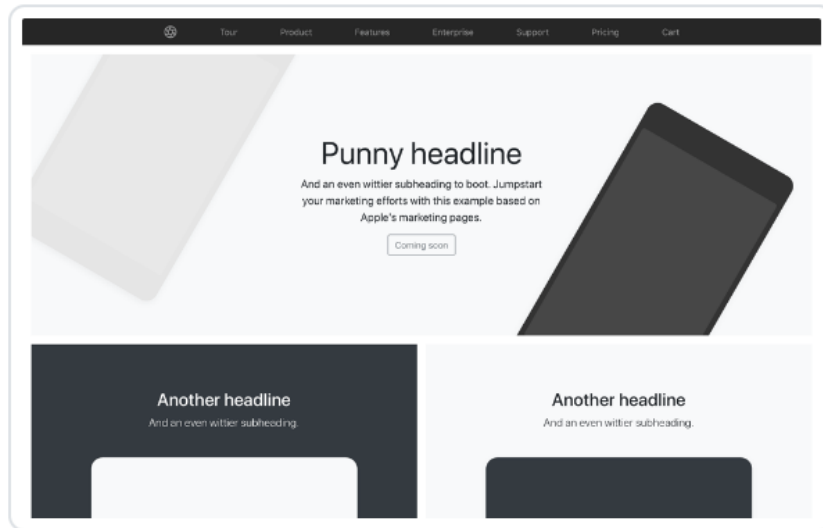 Tour Product Features Enterprise Support Pricing Cart
Punny headline
And an even wittier subheading to boot. Jumpstart
your marketing efforts with this example based on
Apple's marketing pages.
Coming soon
Another headline
And an even wittier subheading.
Another headline
And an even wittier subheading.